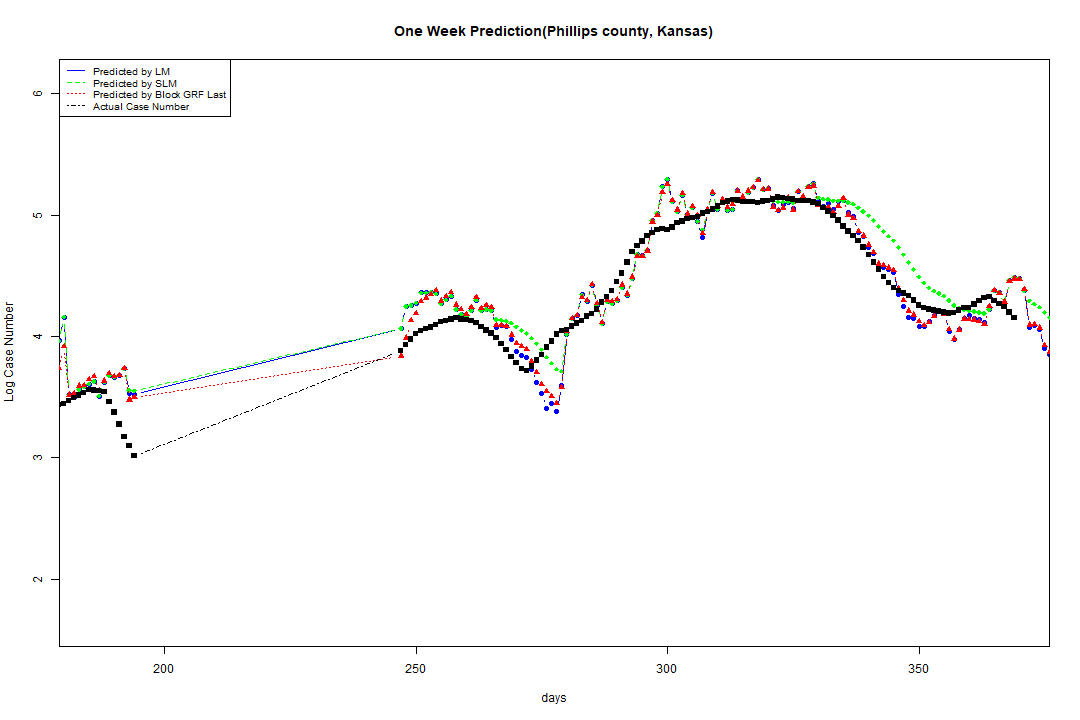 One Week Prediction(Phillips county, Kansas)
Predicted by LM
Predicted by SLM
Predicted by Block GRF Last
Actual Case Number
6
5
4
3
2
Log Case Number
200 250 300 350
days